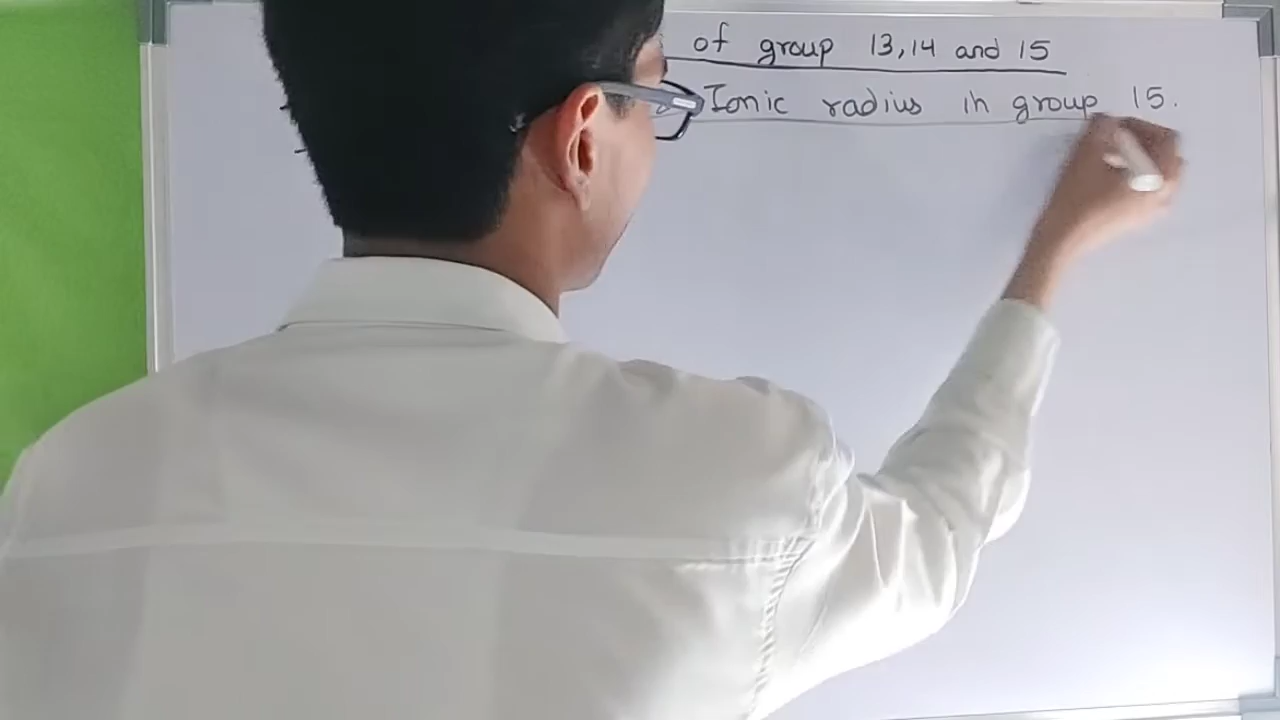 of group 13,14 and 15
Ionic radius in group 15.